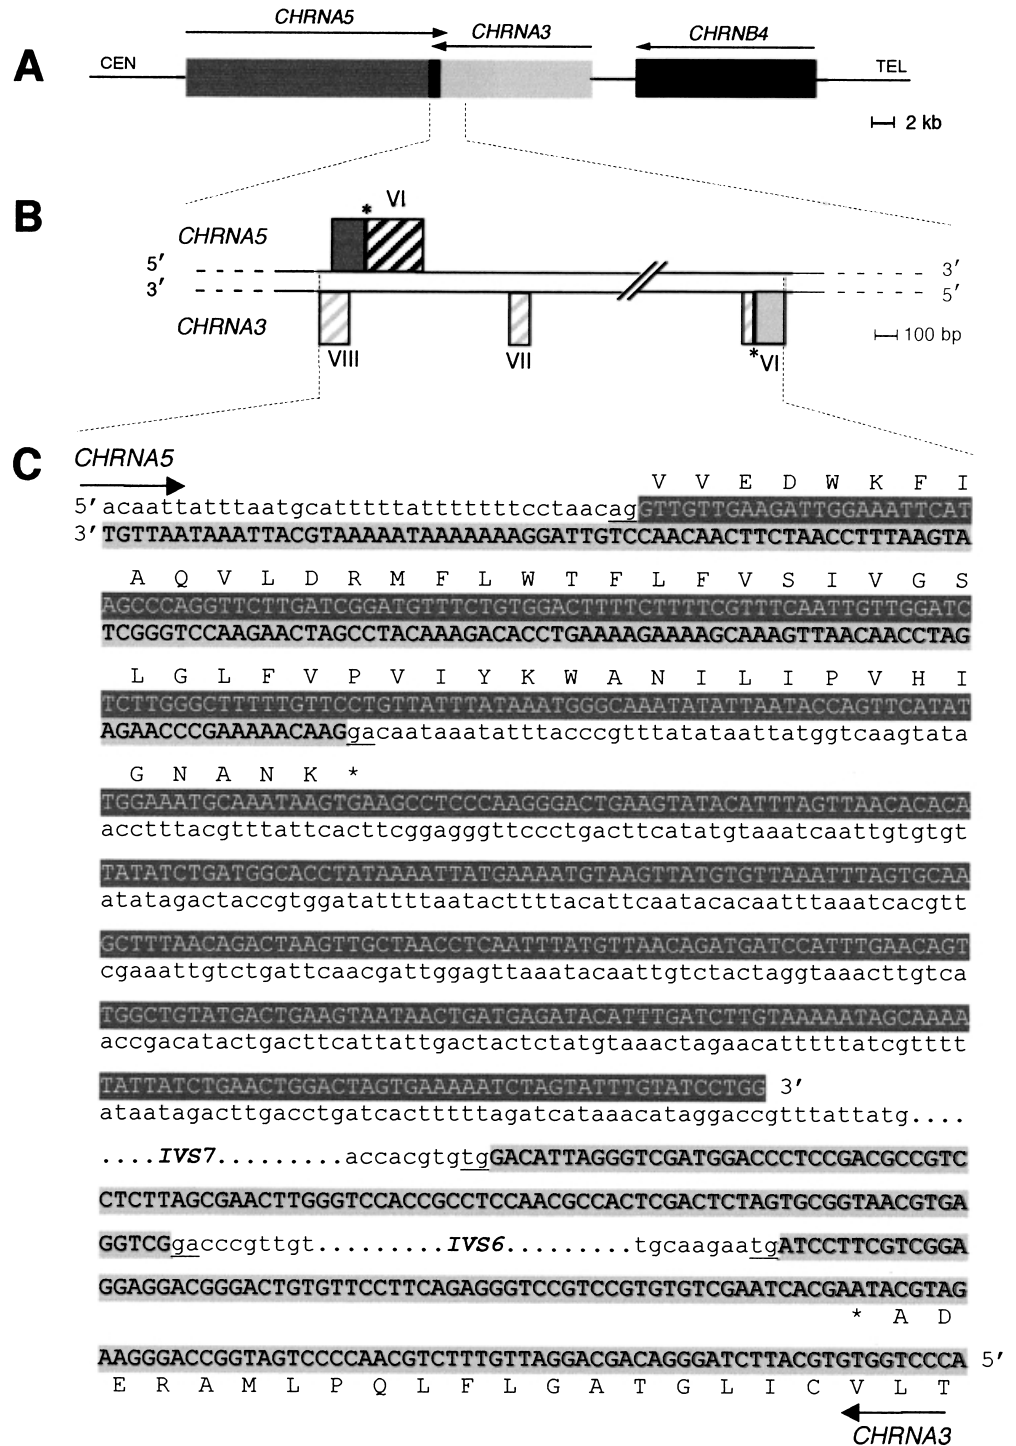 A
CHRNA5
CHRNA3
CHRNB4
CEN
TEL
2 kb
B
VI
*
CHRNA5
5′
3′
3′
5′
CHRNA3
100 bp
VIII
VII
*VI
C
CHRNA5
V V E D W K F I
5′acaattatttaatgcatttttatttttttcctaacagGTTGTTGAAGATTGGAAATTCAT
3′TGTTAATAAATTACGTAAAAATAAAAAAAGGATTGTCCAACAACTTCTAACCTTTAAGTA
A Q V L D R M F L W T F L F V S I V G S
AGCCCAGGTTCTTGATCGGATGTTTCTGTGGACTTTTCTTTTCGTTTCAATTGTTGGATC
TCGGGTCCAAGAACTAGCCTACAAAGACACCTGAAAAGAAAAGCAAAGTTAACAACCTAG
L G L F V P V I Y K W A N I L I P V H I
TCTTGGGCTTTTTGTTCCTGTTATTTATAAATGGGCAAATATATTAATACCAGTTCATAT
AGAACCCGAAAAACAAGgacaataaatatttacccgtttatataattatggtcaagtata
G N A N K *
TGGAAATGCAAATAAGTGAAGCCTCCCAAGGGACTGAAGTATACATTTAGTTAACACACA
acctttacgtttattcacttcggagggttccctgacttcatatgtaaatcaattgtgtgt
TATATCTGATGGCACCTATAAAATTATGAAAATGTAAGTTATGTGTTAAATTTAGTGCAA
atatagactaccgtggatattttaatacttttacattcaatacacaatttaaatcacgtt
GCTTTAACAGACTAAGTTGCTAACCTCAATTTATGTTAACAGATGATCCATTTGAACAGT
cgaaattgtctgattcaacgattggagttaaatacaattgtctactaggtaaacttgtca
TGGCTGTATGACTGAAGTAATAACTGATGAGATACATTTGATCTTGTAAAAATAGCAAAA
accgacatactgacttcattattgactactctatgtaaactagaacatttttatcgtttt
TATTATCTGAACTGGACTAGTGAAAAATCTAGTATTTGTATCCTGG 3′
ataatagacttgacctgatcactttttagatcataaacataggaccgtttattatg....
....IVS7.........accacgtgtgGACATTAGGGTCGATGGACCCTCCGACGCCGTC
CTCTTAGCGAACTTGGGTCCACCGCCTCCAACGCCACTCGACTCTAGTGCGGTAACGTGA
GGTCGgacccgttgt.........IVS6.........tgcaagaatgATCCTTCGTCGGA
GGAGGACGGGACTGTGTTCCTTCAGAGGGTCCGTCCGTGTGTCGAATCACGAATACGTAG
* A D
AAGGGACCGGTAGTCCCCAACGTCTTTGTTAGGACGACAGGGATCTTACGTGTGGTCCCA 5′
E R A M L P Q L F L G A T G L I C V L T
CHRNA3